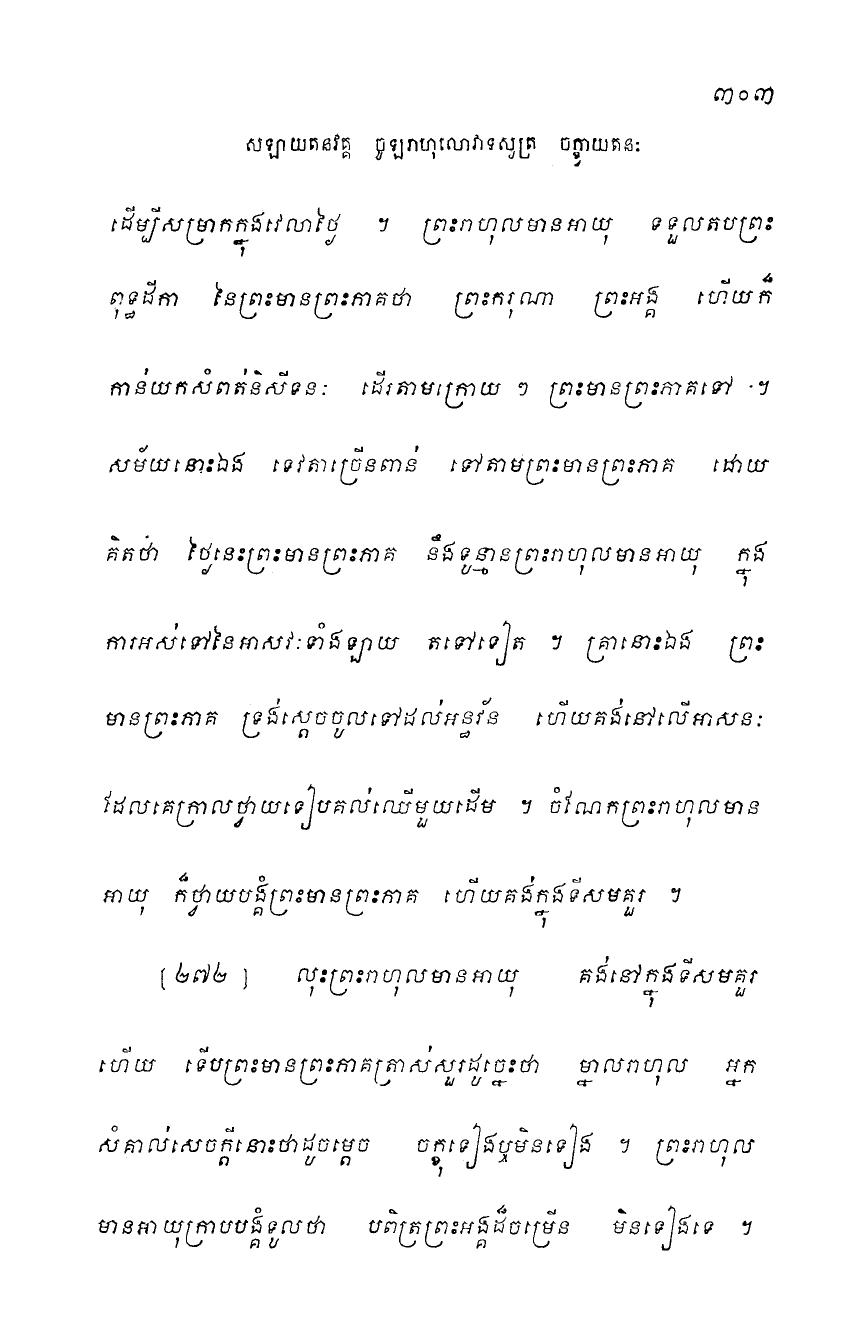 ៣០៣
សឡាយតនវគ្គ ចូឡរាហុលោវាទសូត្រ ចក្ខាយតនៈ
ដើម្បីសម្រាកក្នុងវេលាថ្ងៃ ។ ព្រះរាហុលមានអាយុ ទទួលតបព្រះ
ពុទ្ធដីកា នៃព្រះមានព្រះភាគថា ព្រះករុណា ព្រះអង្គ ហើយក៏
កាន់យកសំពត់និសីទនៈ ដើរតាមក្រោយ ៗ ព្រះមានព្រះភាគទៅ ។
សម័យនោះឯង ទេវតាច្រើនពាន់ ទៅតាមព្រះមានព្រះភាគ ដោយ
គិតថា ថ្ងៃនេះព្រះមានព្រះភាគ នឹងទូន្មានព្រះរាហុលមានអាយុ ក្នុង
ការអស់ទៅនៃអាសវៈទាំងឡាយ តទៅទៀត ។ គ្រានោះឯង ព្រះ
មានព្រះភាគ ទ្រង់ស្តេចចូលទៅដល់អន្ធវ័ន ហើយគង់នៅលើអាសនៈ
ដែលគេក្រាលថ្វាយទៀបគល់ឈើមួយដើម ។ ចំណែកព្រះរាហុលមាន
អាយុ ក៏ថ្វាយបង្គំព្រះមានព្រះភាគ ហើយគង់ក្នុងទីសមគួរ ។
[២៧២] លុះព្រះរាហុលមានអាយុ គង់នៅក្នុងទីសមគួរ
ហើយ ទើបព្រះមានព្រះភាគត្រាស់សួរដូច្នេះថា ម្នាលរាហុល អ្នក
សំគាល់សេចក្តីនោះថាដូចម្តេច ចក្ខុទៀងឬមិនទៀង ។ ព្រះរាហុល
មានអាយុក្រាបបង្គំទូលថា បពិត្រព្រះអង្គដ៏ចម្រើន មិនទៀងទេ ។